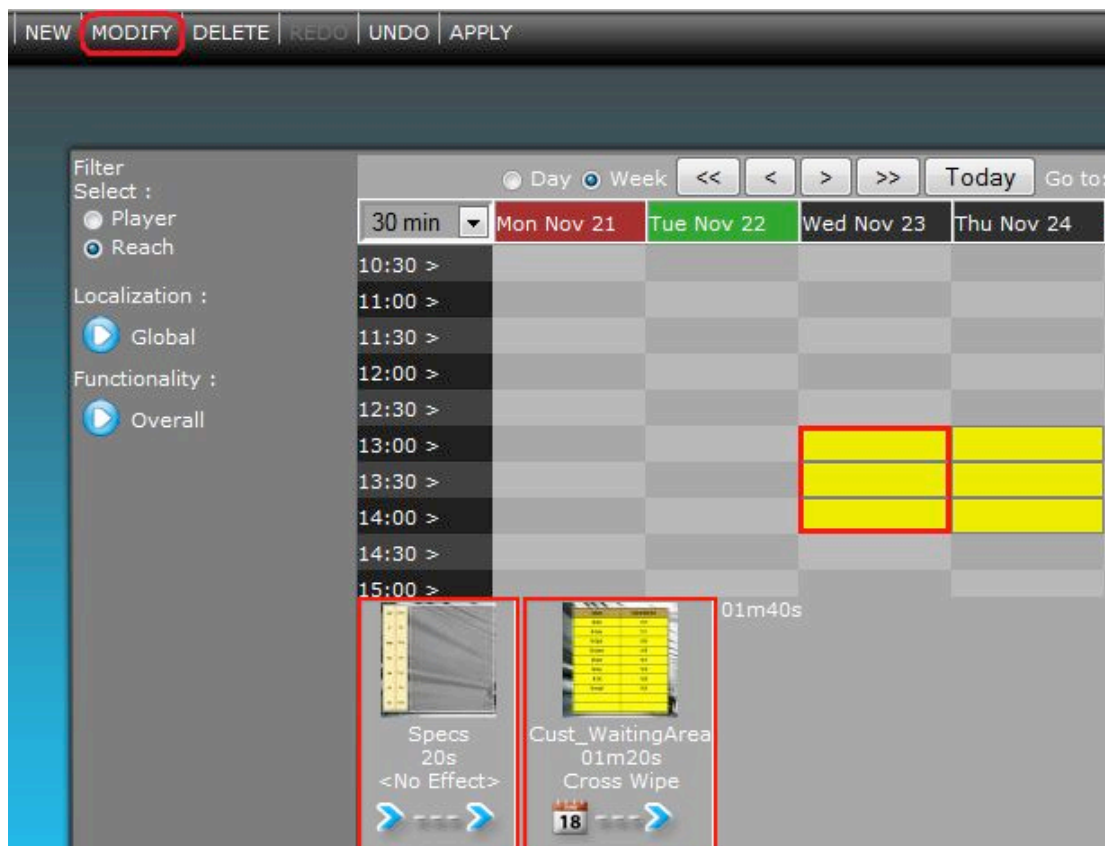 NEW MODIFY DELETE REDO UNDO APPLY
Filter
Select :
Player
Reach
Localization :
Global
Functionality :
Overall
Day Week << < > >> Today Go to:
30 min Mon Nov 21 Tue Nov 22 Wed Nov 23 Thu Nov 24
10:30 >
11:00 >
11:30 >
12:00 >
12:30 >
13:00 >
13:30 >
14:00 >
14:30 >
15:00 >
01m40s
Specs
20s
<No Effect>
Cust_WaitingArea
01m20s
Cross Wipe
18